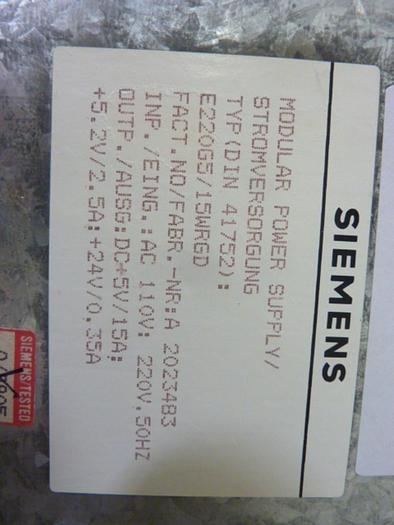 SIEMENS
MODULAR POWER SUPPLY/
STROMVERSORGUNG
TYP(DIN 41752):
E220G5/15WRGD
FACT.NO/FABR.-NR:A 2023483
INP./EING.:AC 110V; 220V,50HZ
OUTP./AUSG:DC+5V/15A;
+5.2V/2.5A;+24V/0.35A
SIEMENS/TESTED